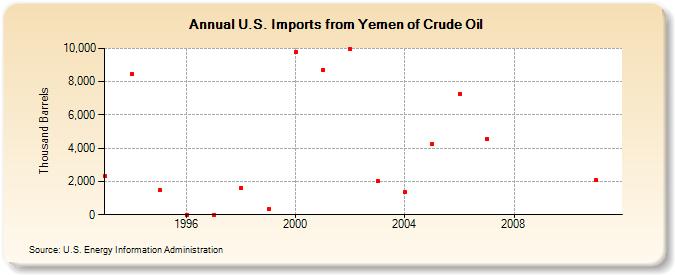 Annual U.S. Imports from Yemen of Crude Oil
Thousand Barrels
10,000
8,000
6,000
4,000
2,000
0
1996 2000 2004 2008
Source: U.S. Energy Information Administration